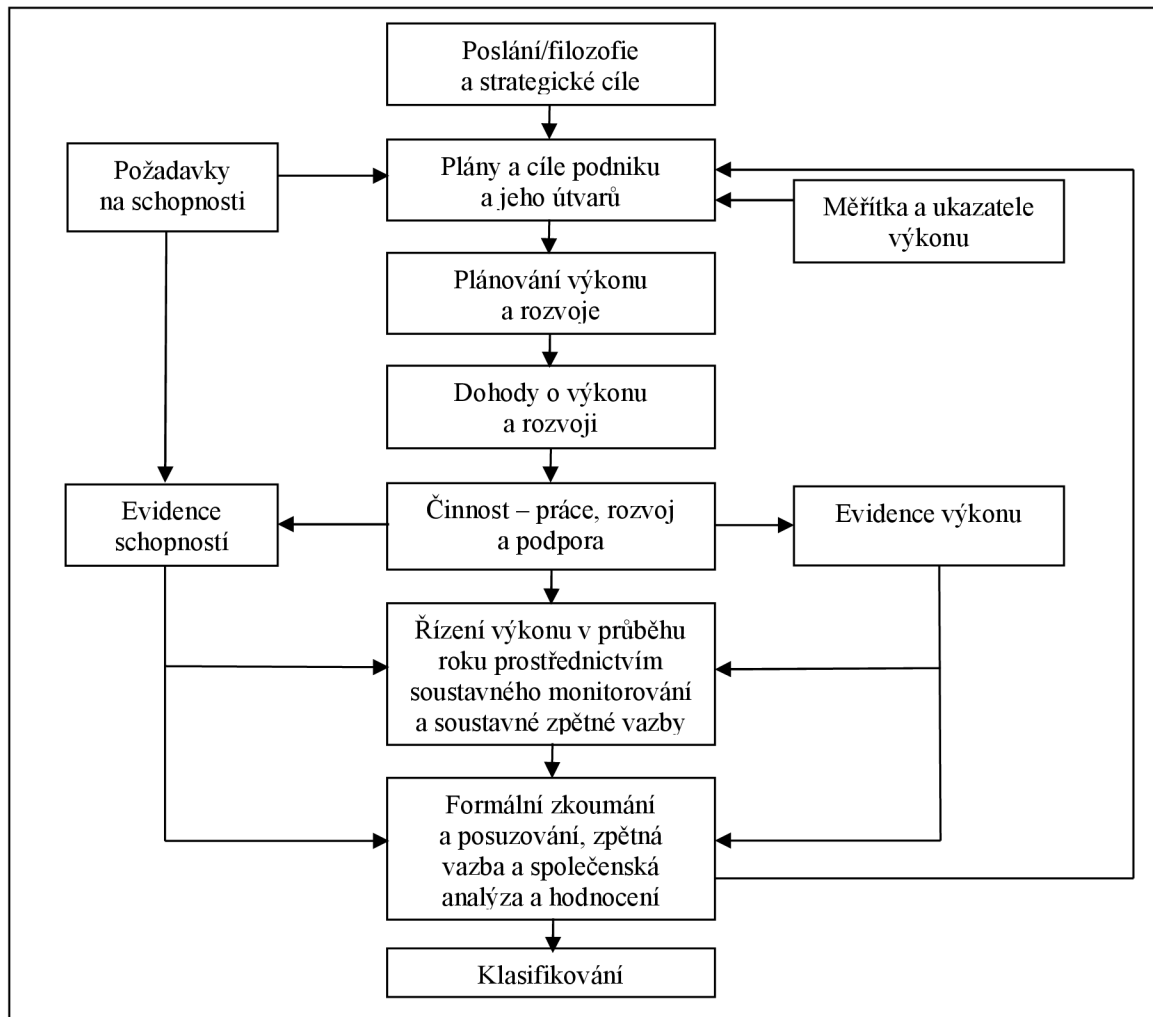 Poslání/filozofie
a strategické cíle
Požadavky
na schopnosti
Plány a cíle podniku
a jeho útvarů
Měřítka a ukazatele
výkonu
Plánování výkonu
a rozvoje
Dohody o výkonu
a rozvoji
Evidence
schopností
Činnost – práce, rozvoj
a podpora
Evidence výkonu
Řízení výkonu v průběhu
roku prostřednictvím
soustavného monitorování
a soustavné zpětné vazby
Formální zkoumání
a posuzování, zpětná
vazba a společenská
analýza a hodnocení
Klasifikování